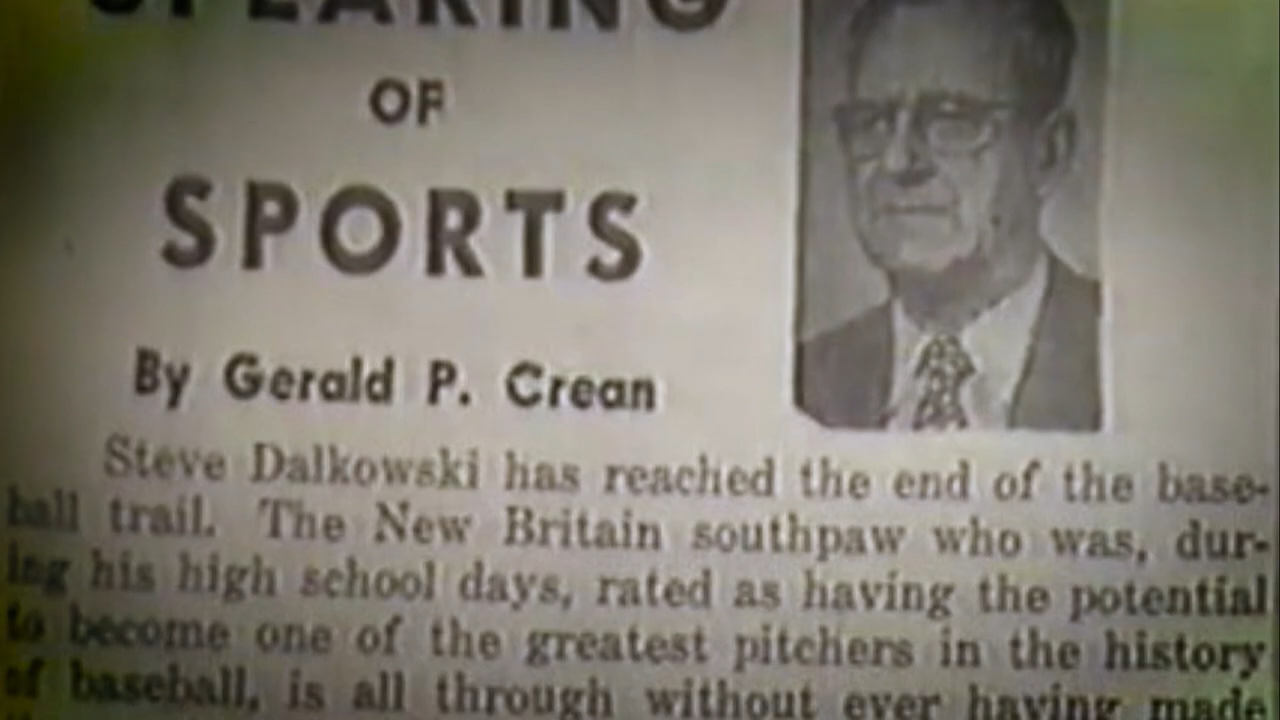 SPEAKING
OF
SPORTS
By Gerald P. Crean
Steve Dalkowski has reached the end of the base-
ball trail. The New Britain southpaw who was, dur-
ing his high school days, rated as having the potential
to become one of the greatest pitchers in the history
of baseball, is all through without ever having made